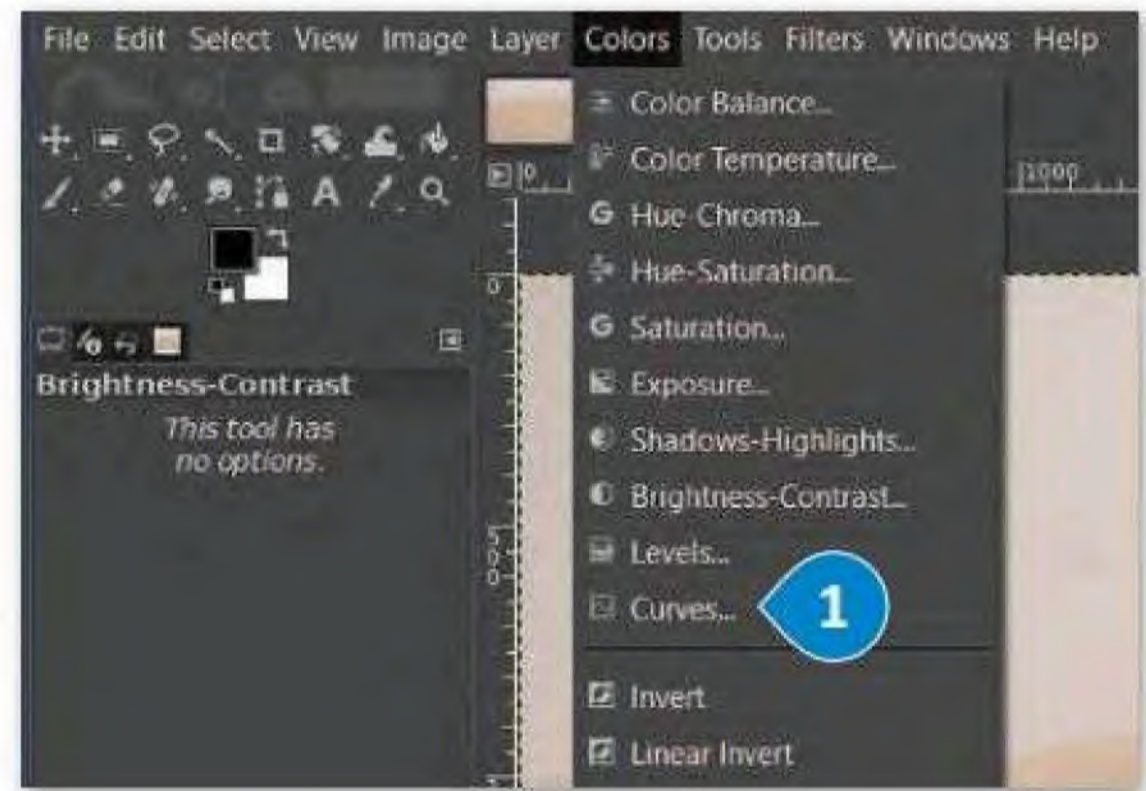 File Edit Select View Image Layer Colors Tools Filters Windows Help
Color Balance...
Color Temperature...
Hue-Chroma...
Hue-Saturation...
Saturation...
Exposure...
Shadows-Highlights...
Brightness-Contrast...
Levels...
Curves...
1
Invert
Linear Invert
0
1000
0
500
Brightness-Contrast
This tool has
no options.